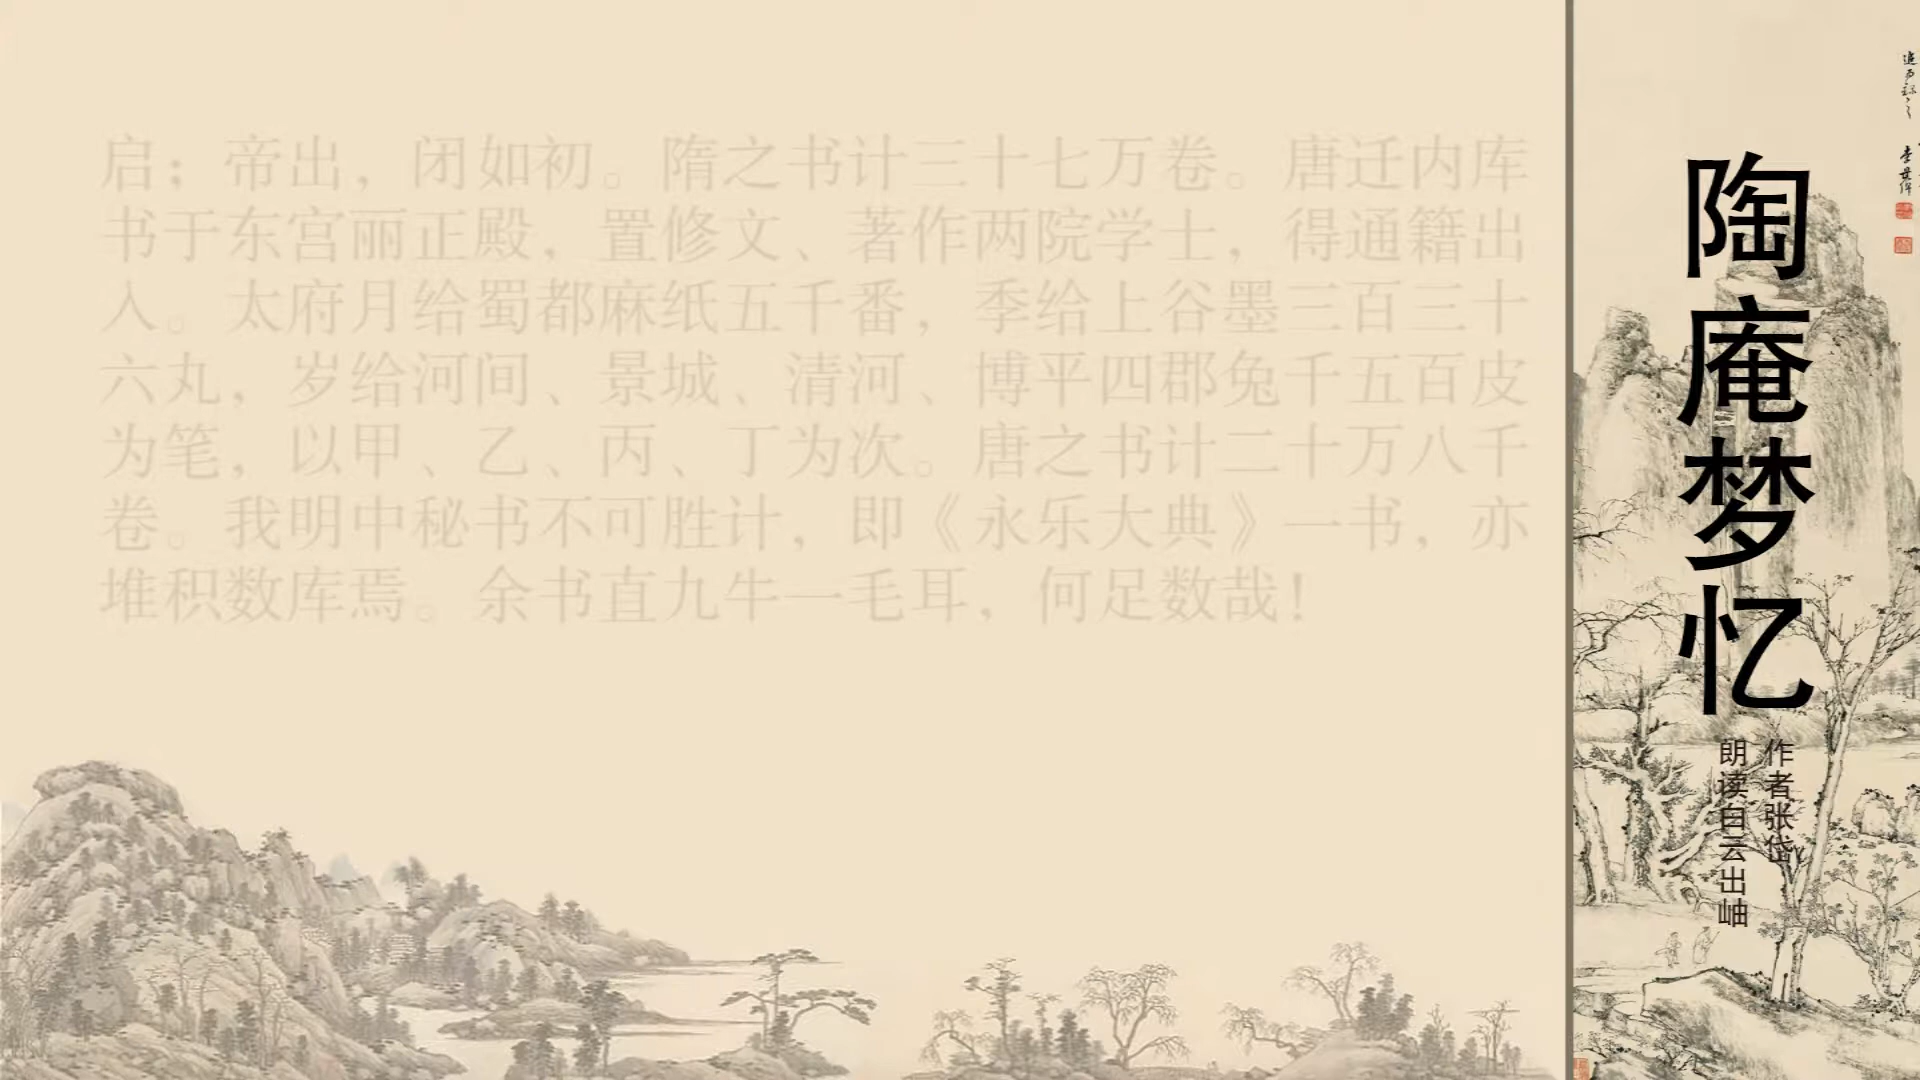 启；帝出，闭如初。隋之书计三十七万卷。唐迁内库
书于东宫丽正殿，置修文、著作两院学士，得通籍出
入。太府月给蜀都麻纸五千番，季给上谷墨三百三十
六丸，岁给河间、景城、清河、博平四郡兔千五百皮
为笔，以甲、乙、丙、丁为次。唐之书计二十万八千
卷。我明中秘书不可胜计，即《永乐大典》一书，亦
堆积数库焉。余书直九牛一毛耳，何足数哉！
陶庵梦忆
作者张岱
朗读白云出岫